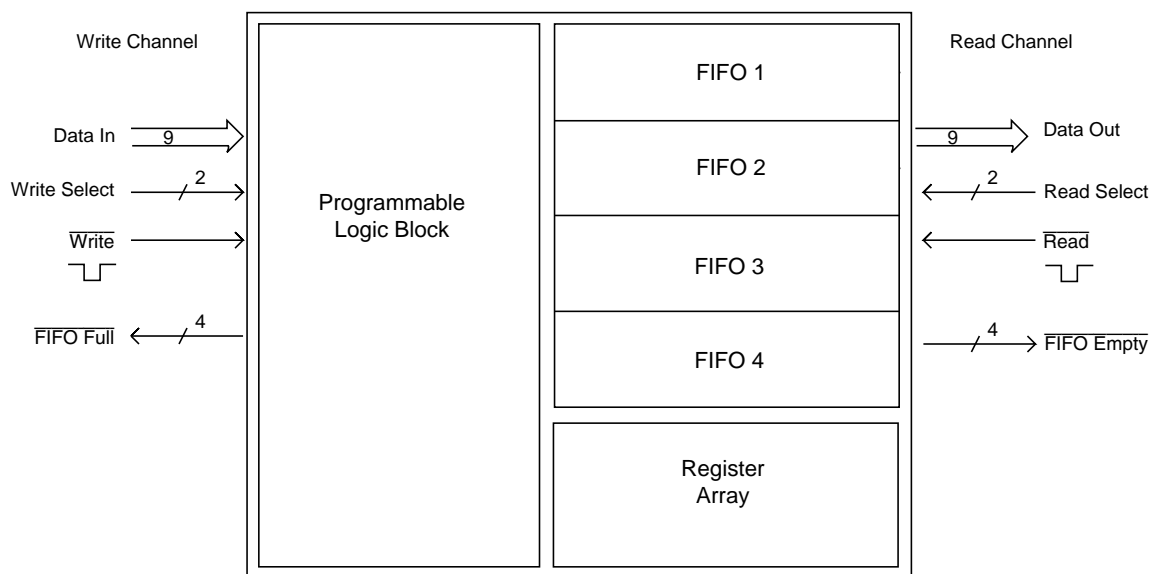 Write Channel
Read Channel
FIFO 1
Data In
9
9
Data Out
FIFO 2
Write Select
2
2
Read Select
Programmable
Logic Block
Write
Read
FIFO 3
FIFO Full
4
4
FIFO Empty
FIFO 4
Register
Array